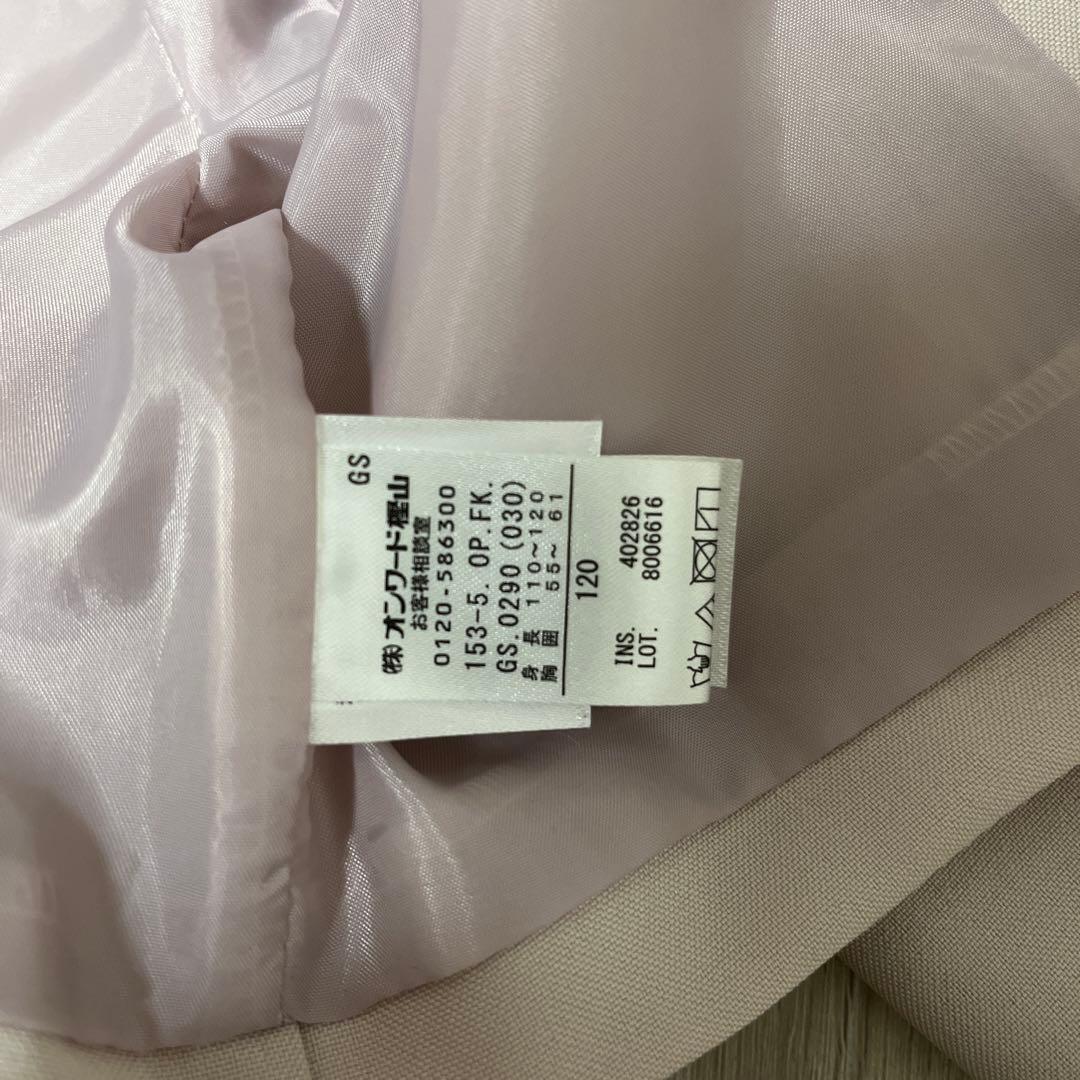 GS
㈱オンワード樫山
お客様相談室
0120-586300
153-5. OP.FK.
GS.0290(030)
身長 110~120
胸囲 55~ 61
120
INS. 402826
LOT. 8006616